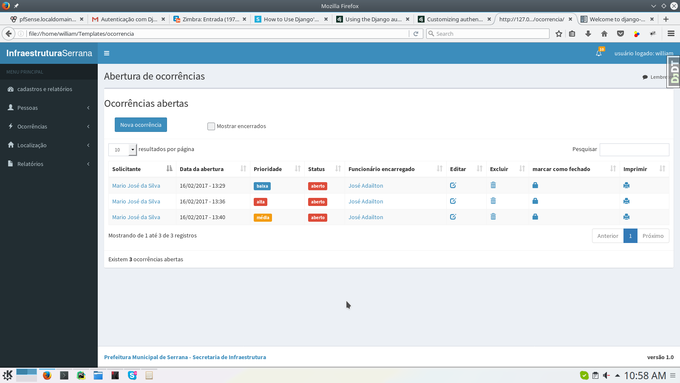 Mozilla Firefox
pfSense.localdomain...
Autenticação com Dj...
Zimbra: Entrada (197...
How to Use Django'...
Using the Django au...
Customizing authent...
http://127.0.../ocorrencia/
Welcome to django-...
file:///home/william/Templates/ocorrencia
Search
InfraestruturaSerrana
usuário logado: william
MENU PRINCIPAL
cadastros e relatórios
Pessoas
Ocorrências
Localização
Relatórios
Abertura de ocorrências
DjDT
Ocorrências abertas
Nova ocorrência
Mostrar encerrados
10 resultados por página
Pesquisar
Solicitante Data da abertura Prioridade Status Funcionário encarregado Editar Excluir marcar como fechado Imprimir
Mario José da Silva 16/02/2017 - 13:29 baixa aberto José Adailton
Mario José da Silva 16/02/2017 - 13:36 alta aberto José Adailton
Mario José da Silva 16/02/2017 - 13:40 média aberto José Adailton
Mostrando de 1 até 3 de 3 registros
Anterior 1 Próximo
Existem 3 ocorrências abertas
Prefeitura Municipal de Serrana - Secretaria de Infraestrutura
versão 1.0
10:58 AM